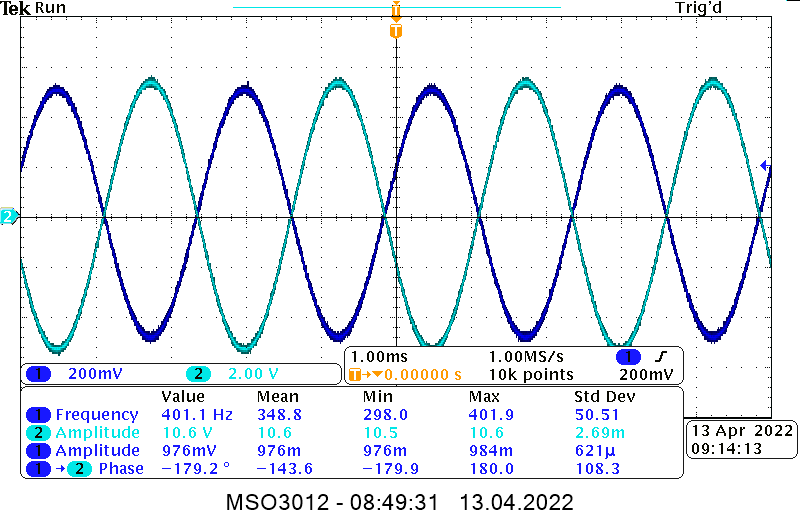 Tek Run Trig'd
T
T
2
1 200mV 2 2.00 V
1.00ms 1.00MS/s 1
T 0.00000 s 10k points 200mV
Value Mean Min Max Std Dev
1 Frequency 401.1 Hz 348.8 298.0 401.9 50.51
2 Amplitude 10.6 V 10.6 10.5 10.6 2.69m
1 Amplitude 976mV 976m 976m 984m 621µ
1 → 2 Phase −179.2 ° −143.6 −179.9 180.0 108.3
13 Apr 2022
09:14:13
MSO3012 - 08:49:31 13.04.2022